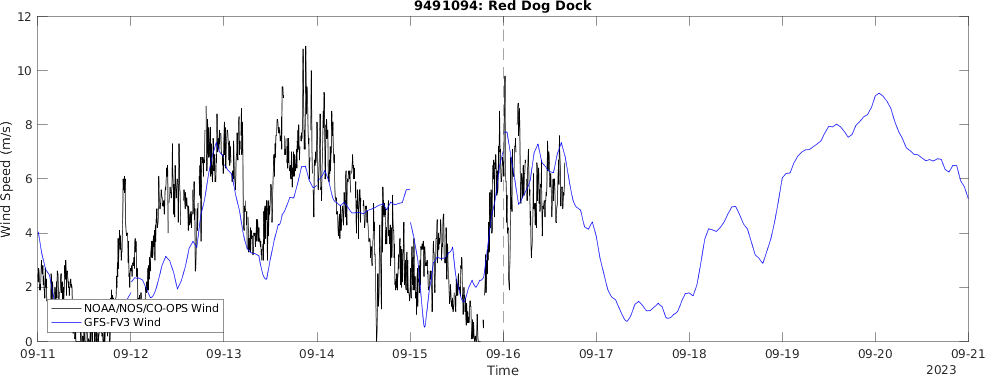 9491094: Red Dog Dock
12
10
8
6
4
2
0
Wind Speed (m/s)
NOAA/NOS/CO-OPS Wind
GFS-FV3 Wind
09-11 09-12 09-13 09-14 09-15 09-16 09-17 09-18 09-19 09-20 09-21
Time
2023